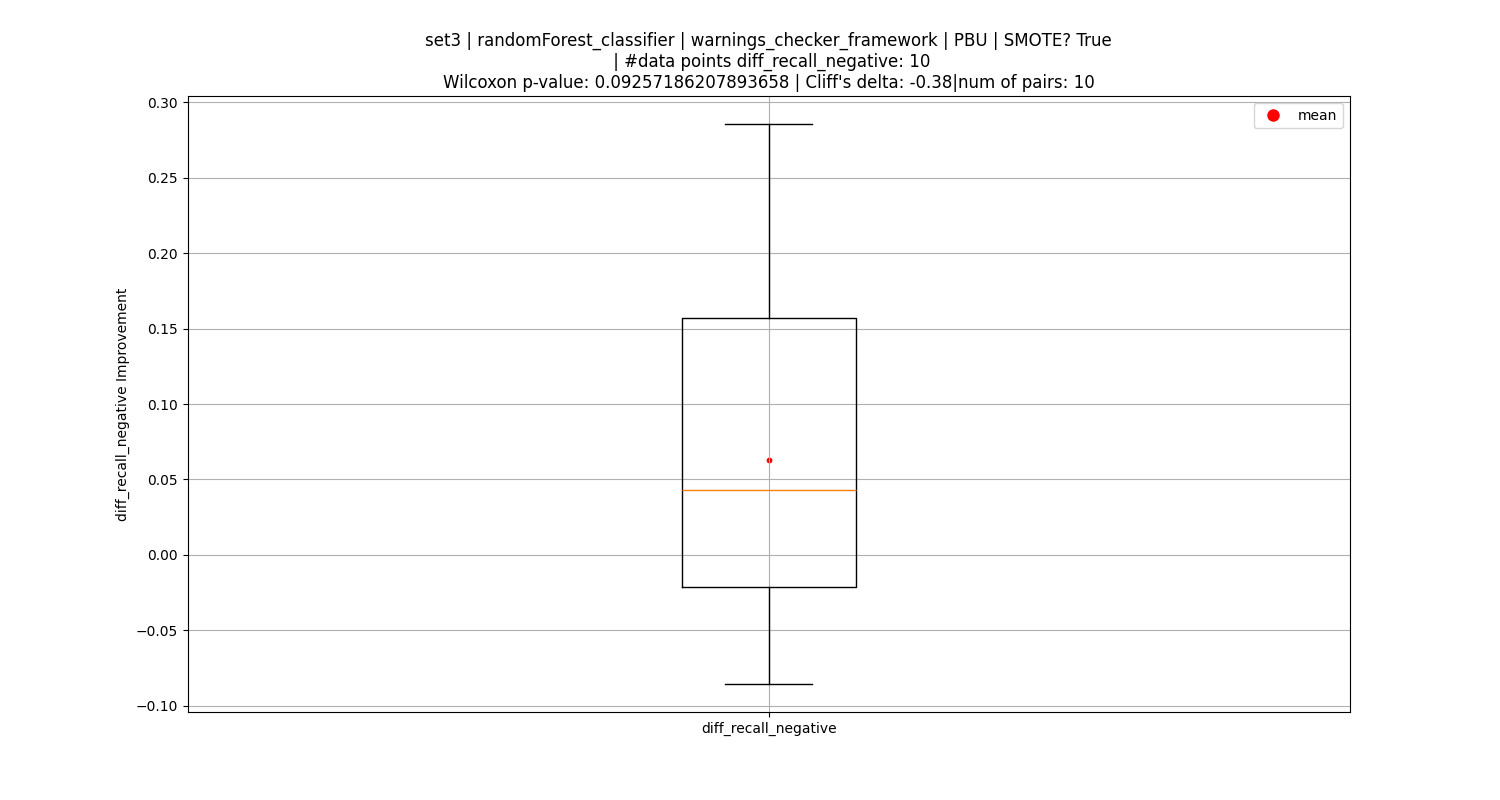 set3 | randomForest_classifier | warnings_checker_framework | PBU | SMOTE? True
| #data points diff_recall_negative: 10
Wilcoxon p-value: 0.09257186207893658 | Cliff's delta: -0.38|num of pairs: 10
mean
0.30
0.25
0.20
0.15
0.10
0.05
0.00
−0.05
−0.10
diff_recall_negative Improvement
diff_recall_negative